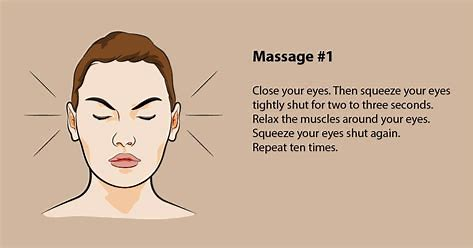 Massage #1
Close your eyes. Then squeeze your eyes
tightly shut for two to three seconds.
Relax the muscles around your eyes.
Squeeze your eyes shut again.
Repeat ten times.